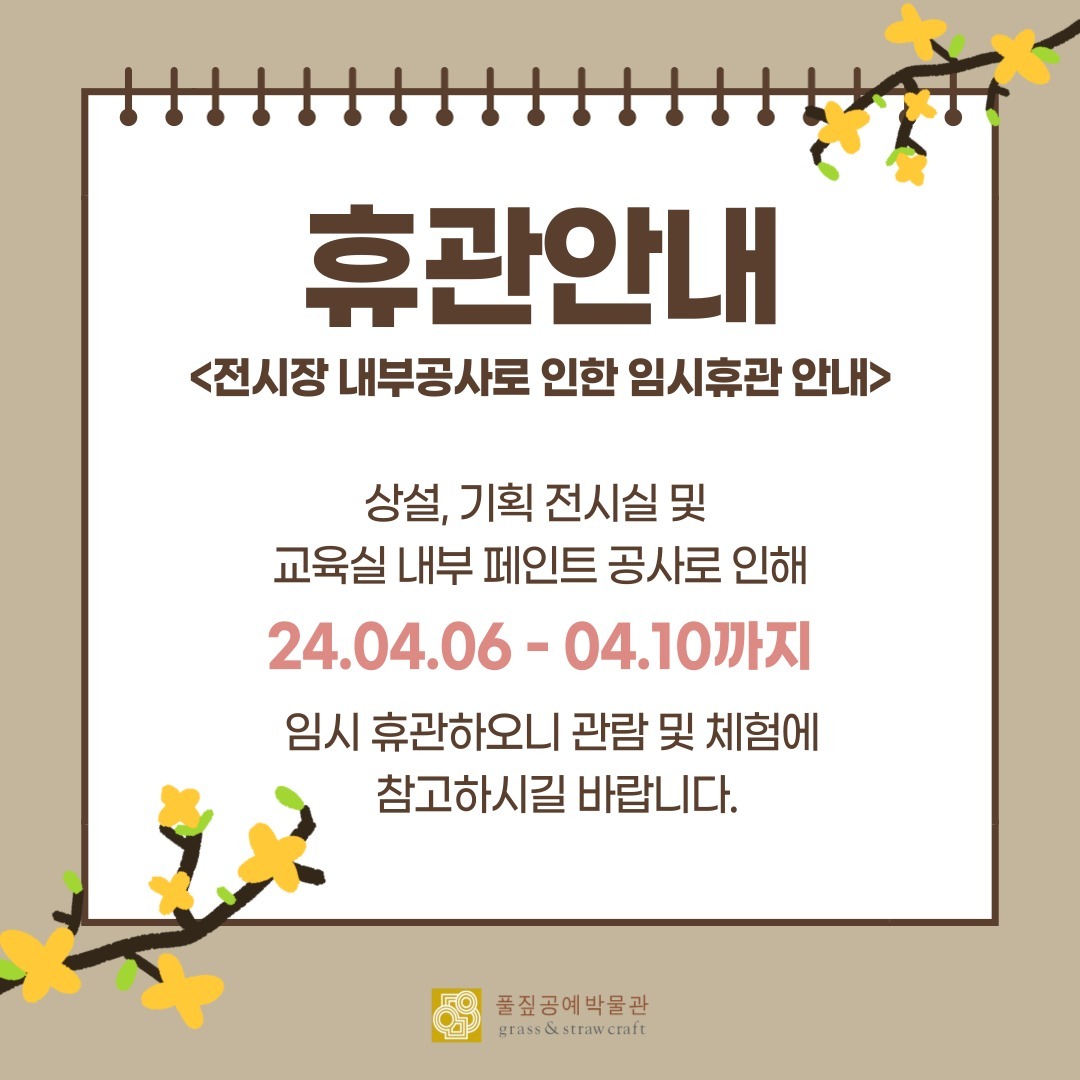 휴관안내
<전시장 내부공사로 인한 임시휴관 안내>
상설, 기획 전시실 및
교육실 내부 페인트 공사로 인해
24.04.06 - 04.10까지
임시 휴관하오니 관람 및 체험에
참고하시길 바랍니다.
풀짚공예박물관
grass & straw craft